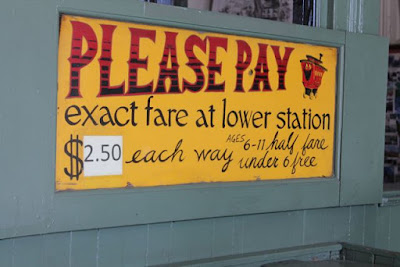 PLEASE PAY
exact fare at lower station
$2.50 each way AGES 6-11 half fare
under 6 free